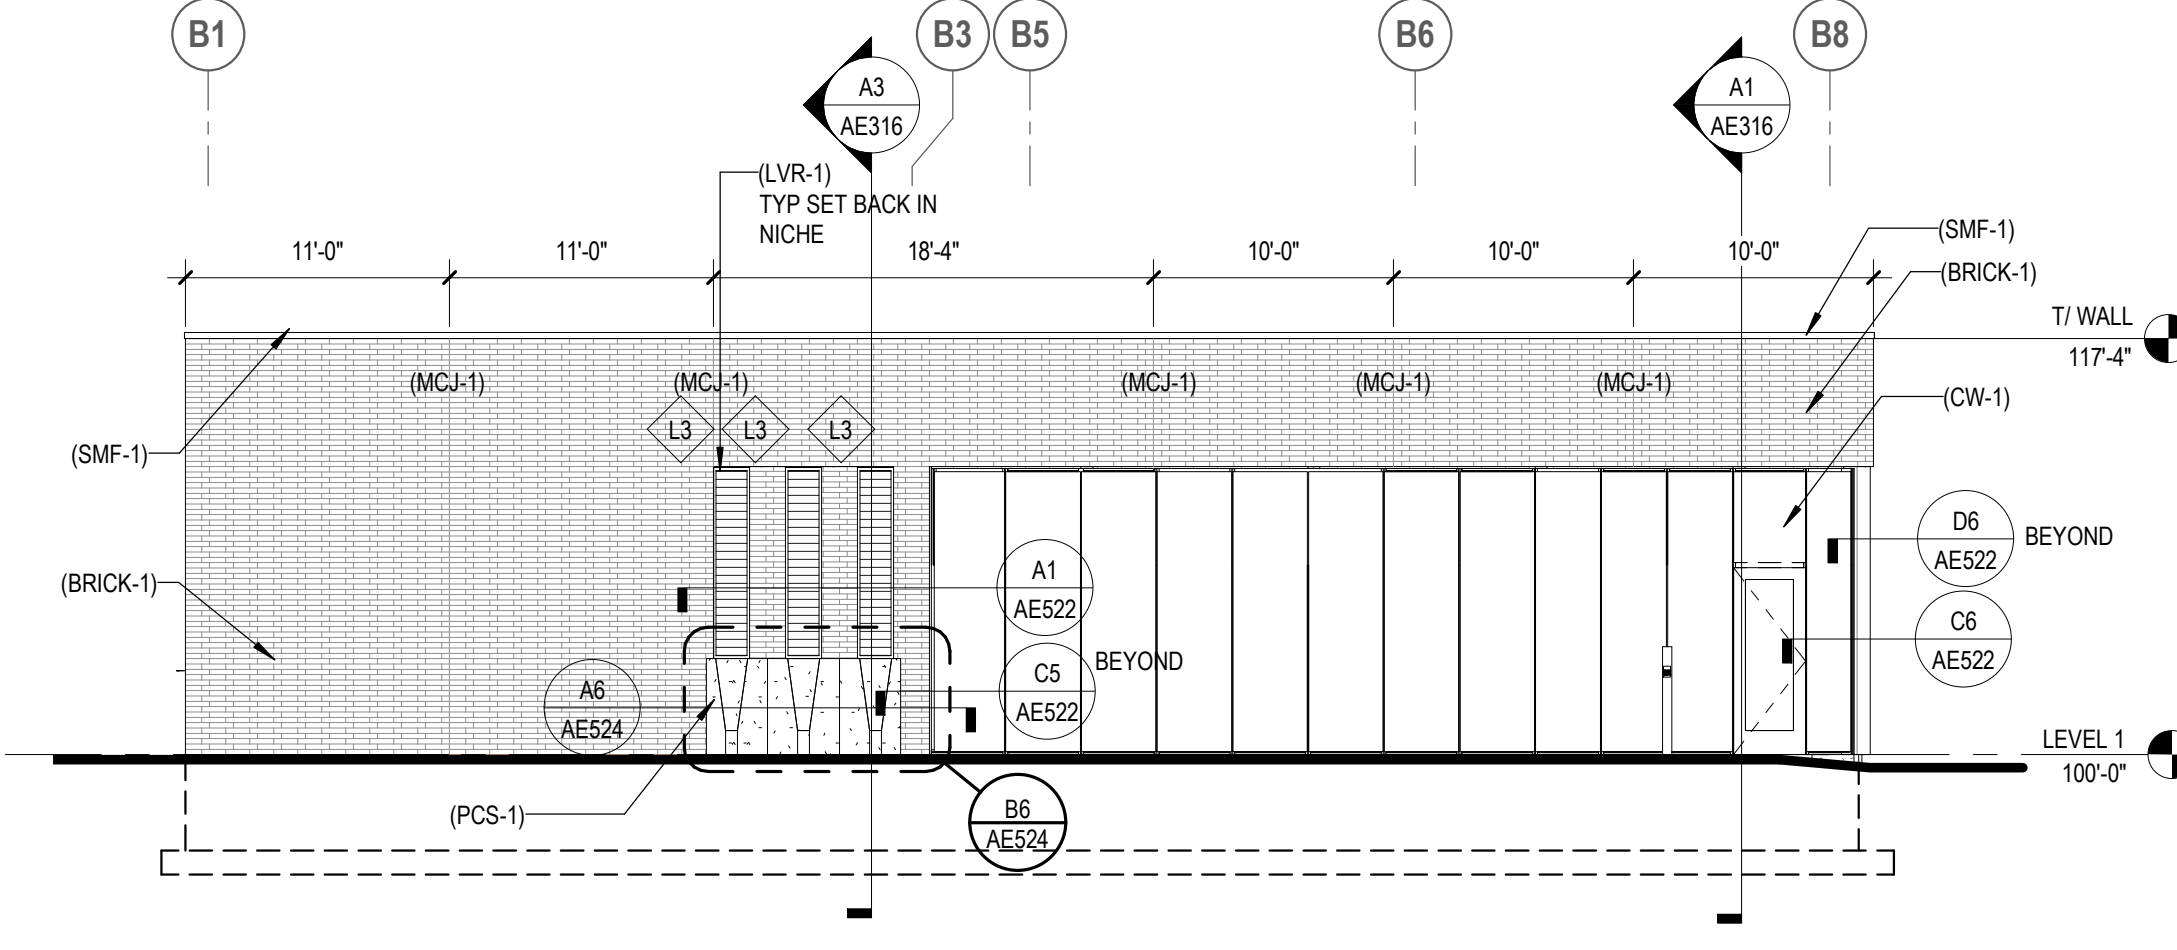 B1
B3
B5
B6
B8
A3
AE316
A1
AE316
(LVR-1)
TYP SET BACK IN
NICHE
11'-0"
11'-0"
18'-4"
10'-0"
10'-0"
10'-0"
(SMF-1)
(BRICK-1)
T/ WALL
117'-4"
(MCJ-1)
(MCJ-1)
(MCJ-1)
(MCJ-1)
(MCJ-1)
(CW-1)
L3
L3
L3
(SMF-1)
D6
AE522
BEYOND
A1
AE522
(BRICK-1)
C6
AE522
C5
AE522
BEYOND
A6
AE524
LEVEL 1
100'-0"
(PCS-1)
B6
AE524